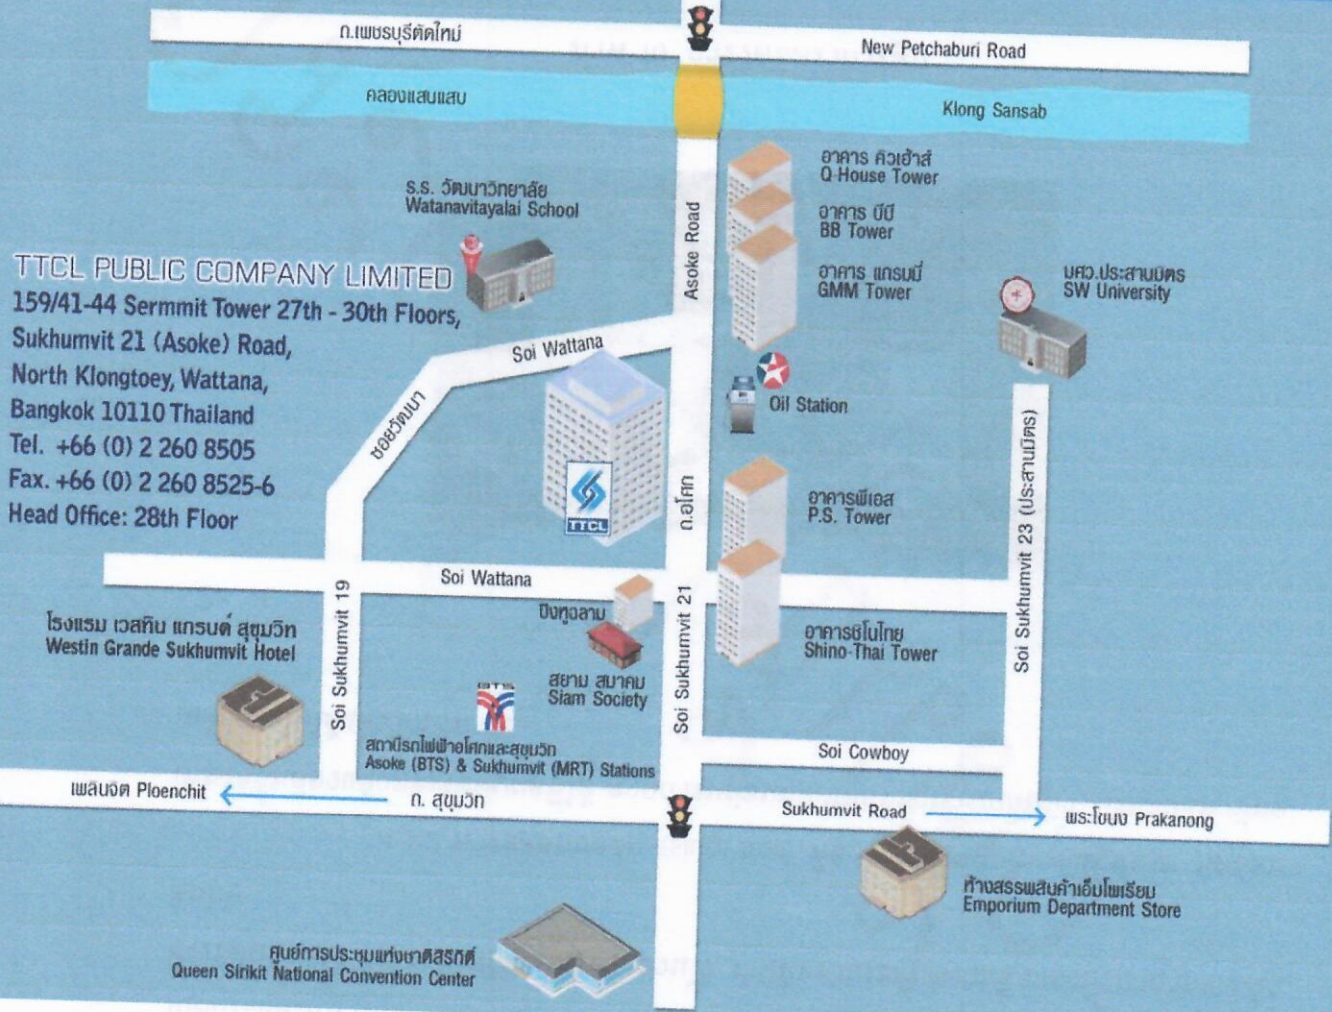 ถ.เพชรบุรีตัดใหม่
New Petchaburi Road
คลองแสนแสบ
Klong Sansab
อาคาร คิวเฮ้าส์
Q-House Tower
ร.ร. วัฒนาวิทยาลัย
Watanavitayalai School
อาคาร บีบี
BB Tower
Asoke Road
TTCL PUBLIC COMPANY LIMITED
159/41-44 Sermmit Tower 27th - 30th Floors,
Sukhumvit 21 (Asoke) Road,
North Klongtoey, Wattana,
Bangkok 10110 Thailand
Tel. +66 (0) 2 260 8505
Fax. +66 (0) 2 260 8525-6
Head Office: 28th Floor
อาคาร แกรมมี่
GMM Tower
มศว.ประสานมิตร
SW University
Soi Wattana
ซอยวัฒนา
Oil Station
TTCL
ถ.อโศก
อาคารพีเอส
P.S. Tower
Soi Sukhumvit 23 (ประสานมิตร)
Soi Wattana
Soi Sukhumvit 19
Soi Sukhumvit 21
ปิงฑูฉลาม
โรงแรม เวสทิน แกรนด์ สุขุมวิท
Westin Grande Sukhumvit Hotel
อาคารซิโนไทย
Shino-Thai Tower
สยาม สมาคม
Siam Society
BTS
สถานีรถไฟฟ้าอโศกและสุขุมวิท
Asoke (BTS) & Sukhumvit (MRT) Stations
Soi Cowboy
เพลินจิต Ploenchit
ถ. สุขุมวิท
Sukhumvit Road
พระโขนง Prakanong
ห้างสรรพสินค้าเอ็มโพเรียม
Emporium Department Store
ศูนย์การประชุมแห่งชาติสิริกิติ์
Queen Sirikit National Convention Center